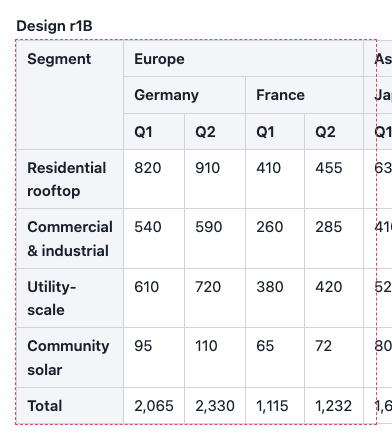 Design r1B
Segment Europe
Germany France
Q1 Q2 Q1 Q2 Q1
Residential rooftop 820 910 410 455
Commercial & industrial 540 590 260 285
Utility-scale 610 720 380 420
Community solar 95 110 65 72
Total 2,065 2,330 1,115 1,232